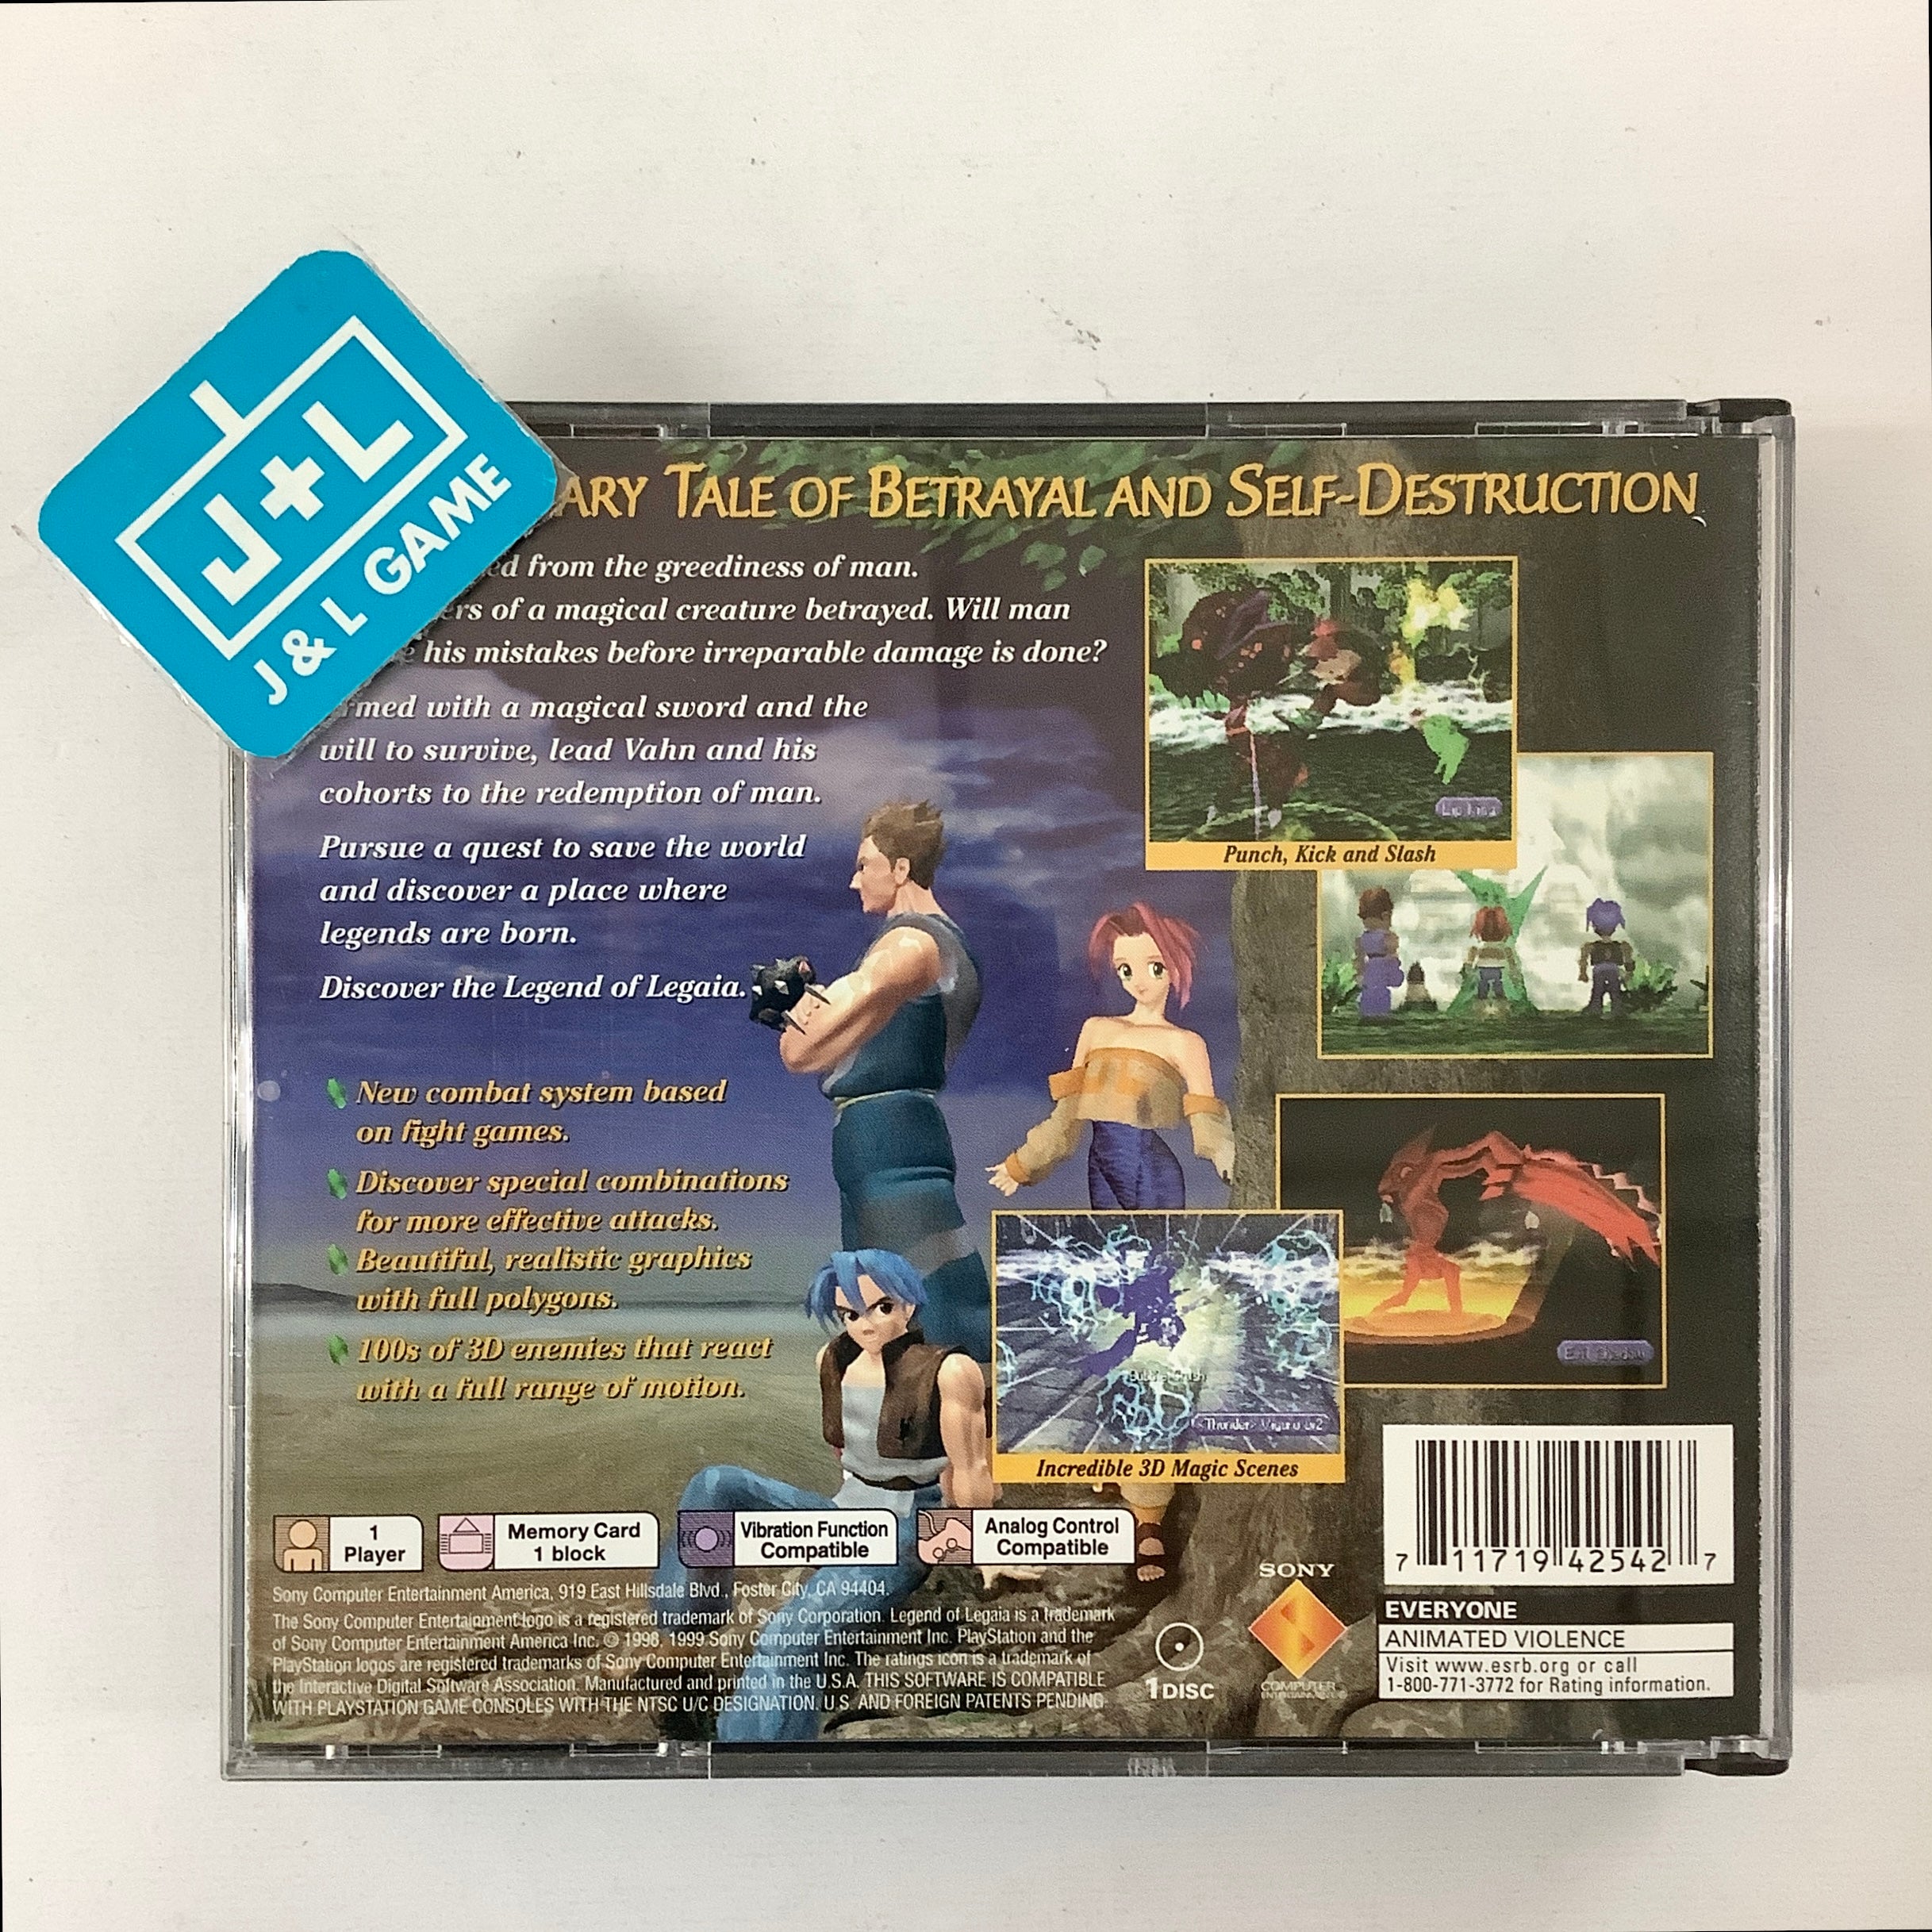 J+L
J & L GAME
ARY TALE OF BETRAYAL AND SELF-DESTRUCTION
ed from the greediness of man.
ers of a magical creature betrayed. Will man
his mistakes before irreparable damage is done?
rmed with a magical sword and the
will to survive, lead Vahn and his
cohorts to the redemption of man.
Pursue a quest to save the world
and discover a place where
legends are born.
Discover the Legend of Legaia.
New combat system based
on fight games.
Discover special combinations
for more effective attacks.
Beautiful, realistic graphics
with full polygons.
100s of 3D enemies that react
with a full range of motion.
Punch, Kick and Slash
Evil Shadow
Thunder
Incredible 3D Magic Scenes
1
Player
Memory Card
1 block
Vibration Function
Compatible
Analog Control
Compatible
Sony Computer Entertainment America, 919 East Hillsdale Blvd., Foster City, CA 94404.
The Sony Computer Entertainment logo is a registered trademark of Sony Corporation. Legend of Legaia is a trademark
of Sony Computer Entertainment America Inc. © 1998, 1999 Sony Computer Entertainment Inc. PlayStation and the
PlayStation logos are registered trademarks of Sony Computer Entertainment Inc. The ratings icon is a trademark of
the Interactive Digital Software Association. Manufactured and printed in the U.S.A. THIS SOFTWARE IS COMPATIBLE
WITH PLAYSTATION GAME CONSOLES WITH THE NTSC U/C DESIGNATION. U.S. AND FOREIGN PATENTS PENDING.
1 DISC
SONY
COMPUTER
ENTERTAINMENT®
7 11719 42542 7
EVERYONE
ANIMATED VIOLENCE
Visit www.esrb.org or call
1-800-771-3772 for Rating information.